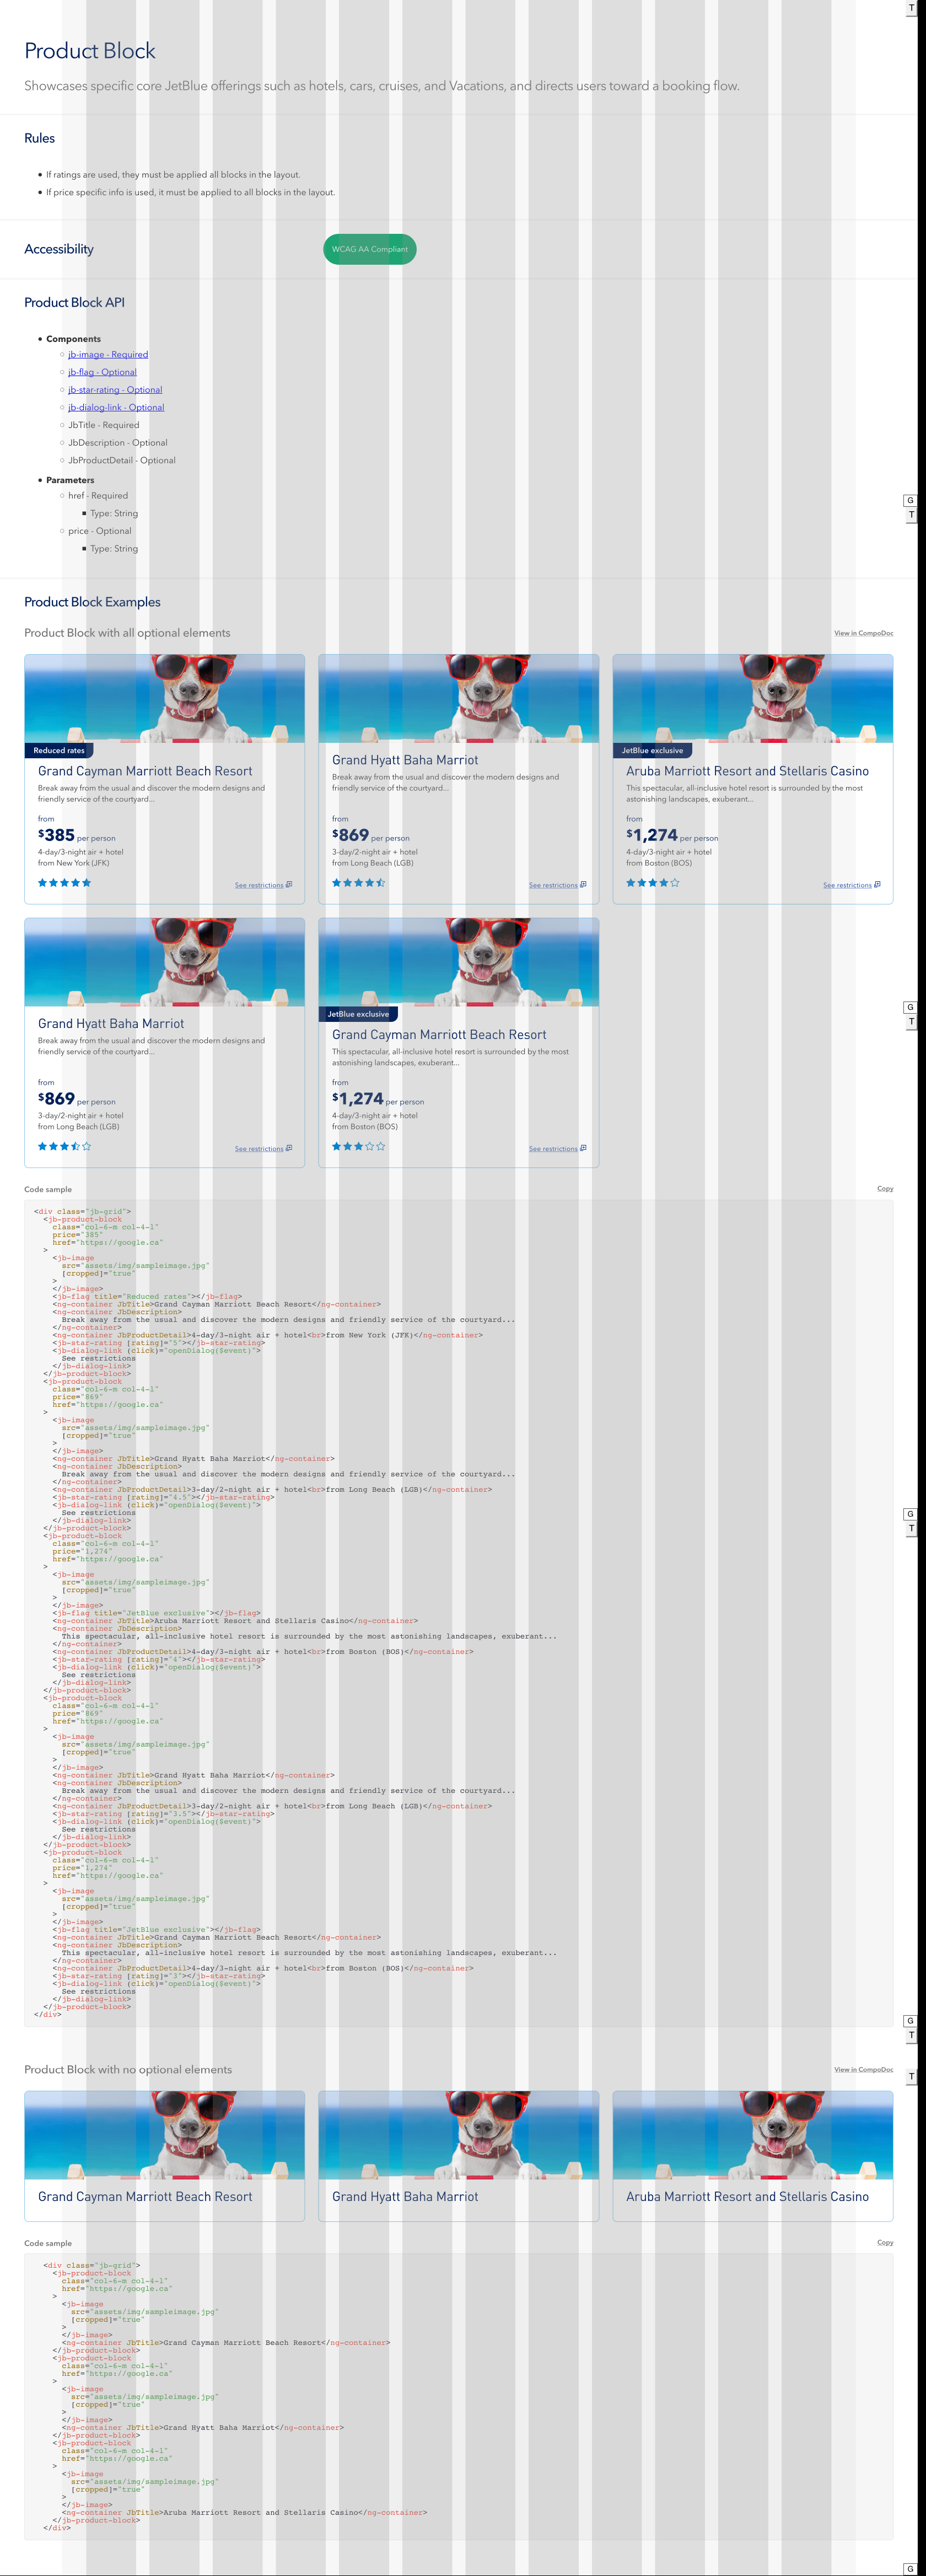 T
Product Block
Showcases specific core JetBlue offerings such as hotels, cars, cruises, and Vacations, and directs users toward a booking flow.
Rules
If ratings are used, they must be applied all blocks in the layout.
If price specific info is used, it must be applied to all blocks in the layout.
Accessibility
WCAG AA Compliant
Product Block API
Components
jb-image - Required
jb-flag - Optional
jb-star-rating - Optional
jb-dialog-link - Optional
JbTitle - Required
JbDescription - Optional
JbProductDetail - Optional
Parameters
href - Required
G
Type: String
T
price - Optional
Type: String
Product Block Examples
Product Block with all optional elements
View in CompoDoc
Reduced rates
Grand Cayman Marriott Beach Resort
Break away from the usual and discover the modern designs and
friendly service of the courtyard...
from
$385 per person
4-day/3-night air + hotel
from New York (JFK)
See restrictions
Grand Hyatt Baha Marriot
Break away from the usual and discover the modern designs and
friendly service of the courtyard...
from
$869 per person
3-day/2-night air + hotel
from Long Beach (LGB)
See restrictions
JetBlue exclusive
Aruba Marriott Resort and Stellaris Casino
This spectacular, all-inclusive hotel resort is surrounded by the most
astonishing landscapes, exuberant...
from
$1,274 per person
4-day/3-night air + hotel
from Boston (BOS)
See restrictions
G
T
Grand Hyatt Baha Marriot
Break away from the usual and discover the modern designs and
friendly service of the courtyard...
from
$869 per person
3-day/2-night air + hotel
from Long Beach (LGB)
See restrictions
JetBlue exclusive
Grand Cayman Marriott Beach Resort
This spectacular, all-inclusive hotel resort is surrounded by the most
astonishing landscapes, exuberant...
from
$1,274 per person
4-day/3-night air + hotel
from Boston (BOS)
See restrictions
Code sample
Copy
<div class="jb-grid">
<jb-product-block
class="col-6-m col-4-l"
price="385"
href="https://google.ca"
>
<jb-image
src="assets/img/sampleimage.jpg"
[cropped]="true"
>
</jb-image>
<jb-flag title="Reduced rates"></jb-flag>
<ng-container JbTitle>Grand Cayman Marriott Beach Resort</ng-container>
<ng-container JbDescription>
Break away from the usual and discover the modern designs and friendly service of the courtyard...
</ng-container>
<ng-container JbProductDetail>4-day/3-night air + hotel<br>from New York (JFK)</ng-container>
<jb-star-rating [rating]="5"></jb-star-rating>
<jb-dialog-link (click)="openDialog($event)">
See restrictions
</jb-dialog-link>
</jb-product-block>
<jb-product-block
class="col-6-m col-4-l"
price="869"
href="https://google.ca"
>
<jb-image
src="assets/img/sampleimage.jpg"
[cropped]="true"
>
</jb-image>
<ng-container JbTitle>Grand Hyatt Baha Marriot</ng-container>
<ng-container JbDescription>
Break away from the usual and discover the modern designs and friendly service of the courtyard...
</ng-container>
<ng-container JbProductDetail>3-day/2-night air + hotel<br>from Long Beach (LGB)</ng-container>
<jb-star-rating [rating]="4.5"></jb-star-rating>
<jb-dialog-link (click)="openDialog($event)">
See restrictions
G
</jb-dialog-link>
</jb-product-block>
T
<jb-product-block
class="col-6-m col-4-l"
price="1,274"
href="https://google.ca"
>
<jb-image
src="assets/img/sampleimage.jpg"
[cropped]="true"
>
</jb-image>
<jb-flag title="JetBlue exclusive"></jb-flag>
<ng-container JbTitle>Aruba Marriott Resort and Stellaris Casino</ng-container>
<ng-container JbDescription>
This spectacular, all-inclusive hotel resort is surrounded by the most astonishing landscapes, exuberant...
</ng-container>
<ng-container JbProductDetail>4-day/3-night air + hotel<br>from Boston (BOS)</ng-container>
<jb-star-rating [rating]="4"></jb-star-rating>
<jb-dialog-link (click)="openDialog($event)">
See restrictions
</jb-dialog-link>
</jb-product-block>
<jb-product-block
class="col-6-m col-4-l"
price="869"
href="https://google.ca"
>
<jb-image
src="assets/img/sampleimage.jpg"
[cropped]="true"
>
</jb-image>
<ng-container JbTitle>Grand Hyatt Baha Marriot</ng-container>
<ng-container JbDescription>
Break away from the usual and discover the modern designs and friendly service of the courtyard...
</ng-container>
<ng-container JbProductDetail>3-day/2-night air + hotel<br>from Long Beach (LGB)</ng-container>
<jb-star-rating [rating]="3.5"></jb-star-rating>
<jb-dialog-link (click)="openDialog($event)">
See restrictions
</jb-dialog-link>
</jb-product-block>
<jb-product-block
class="col-6-m col-4-l"
price="1,274"
href="https://google.ca"
>
<jb-image
src="assets/img/sampleimage.jpg"
[cropped]="true"
>
</jb-image>
<jb-flag title="JetBlue exclusive"></jb-flag>
<ng-container JbTitle>Grand Cayman Marriott Beach Resort</ng-container>
<ng-container JbDescription>
This spectacular, all-inclusive hotel resort is surrounded by the most astonishing landscapes, exuberant...
</ng-container>
<ng-container JbProductDetail>4-day/3-night air + hotel<br>from Boston (BOS)</ng-container>
<jb-star-rating [rating]="3"></jb-star-rating>
<jb-dialog-link (click)="openDialog($event)">
See restrictions
</jb-dialog-link>
</jb-product-block>
</div>
G
T
Product Block with no optional elements
View in CompoDoc
T
Grand Cayman Marriott Beach Resort
Grand Hyatt Baha Marriot
Aruba Marriott Resort and Stellaris Casino
Code sample
Copy
<div class="jb-grid">
<jb-product-block
class="col-6-m col-4-l"
href="https://google.ca"
>
<jb-image
src="assets/img/sampleimage.jpg"
[cropped]="true"
>
</jb-image>
<ng-container JbTitle>Grand Cayman Marriott Beach Resort</ng-container>
</jb-product-block>
<jb-product-block
class="col-6-m col-4-l"
href="https://google.ca"
>
<jb-image
src="assets/img/sampleimage.jpg"
[cropped]="true"
>
</jb-image>
<ng-container JbTitle>Grand Hyatt Baha Marriot</ng-container>
</jb-product-block>
<jb-product-block
class="col-6-m col-4-l"
href="https://google.ca"
>
<jb-image
src="assets/img/sampleimage.jpg"
[cropped]="true"
>
</jb-image>
<ng-container JbTitle>Aruba Marriott Resort and Stellaris Casino</ng-container>
</jb-product-block>
</div>
G